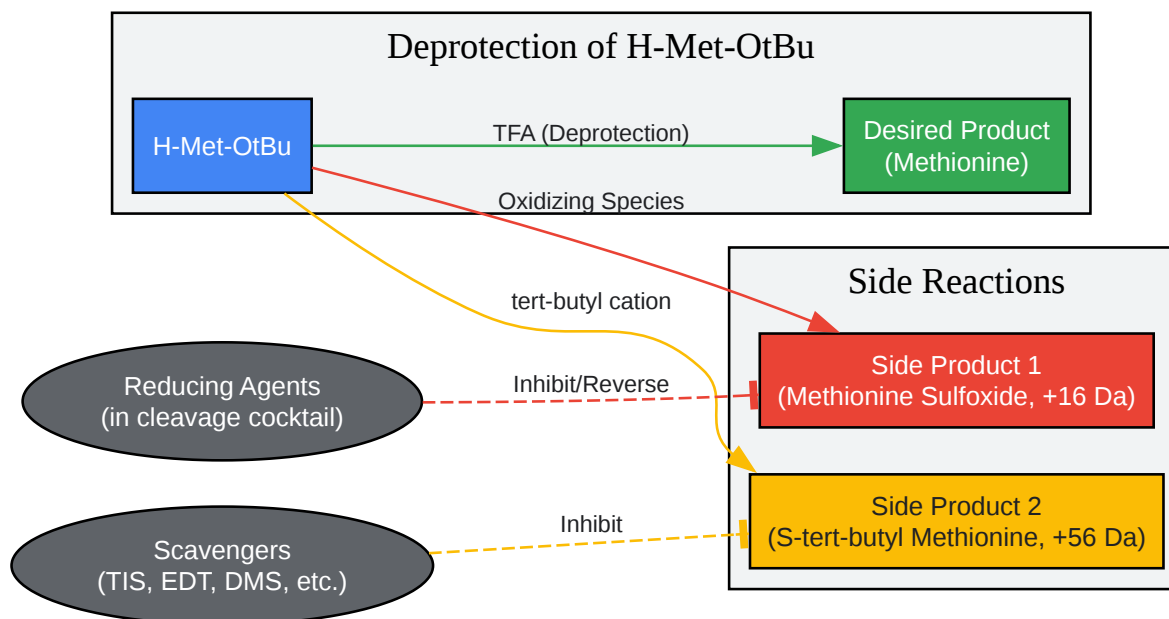 Deprotection of H-Met-OtBu
H-Met-OtBu
TFA (Deprotection)
Desired Product
(Methionine)
Oxidizing Species
Side Reactions
tert-butyl cation
Side Product 1
(Methionine Sulfoxide, +16 Da)
Reducing Agents
(in cleavage cocktail)
Inhibit/Reverse
Side Product 2
(S-tert-butyl Methionine, +56 Da)
Inhibit
Scavengers
(TIS, EDT, DMS, etc.)